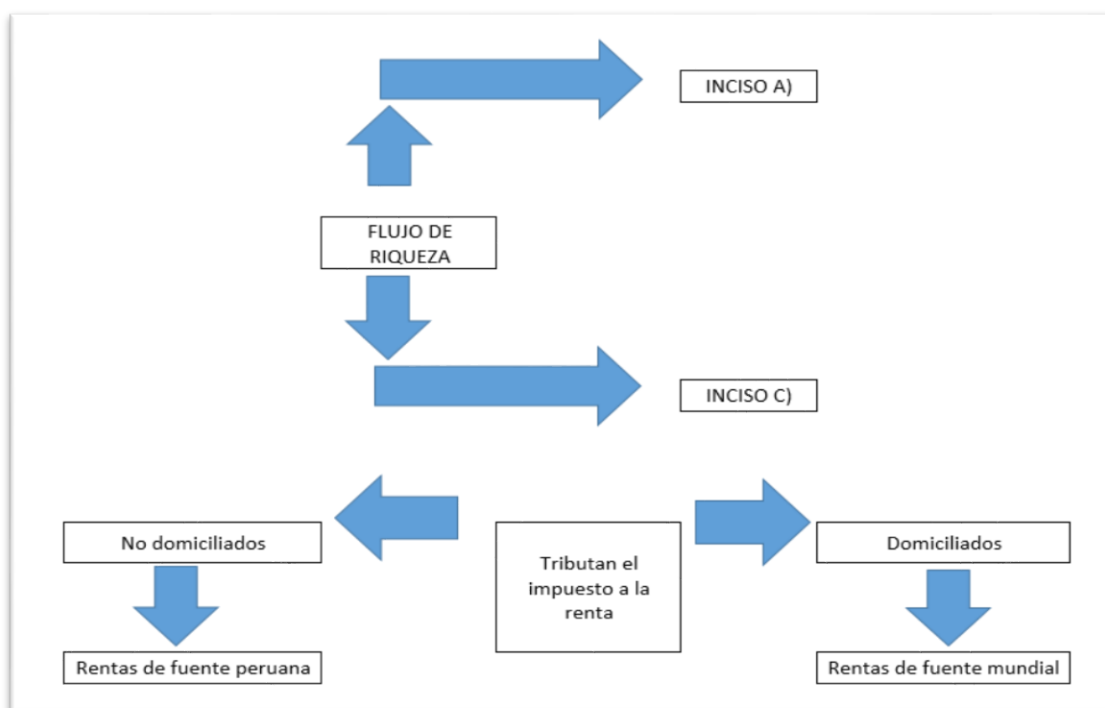 INCISO A)
FLUJO DE
RIQUEZA
INCISO C)
No domiciliados
Tributan el
impuesto a la
renta
Domiciliados
Rentas de fuente peruana
Rentas de fuente mundial